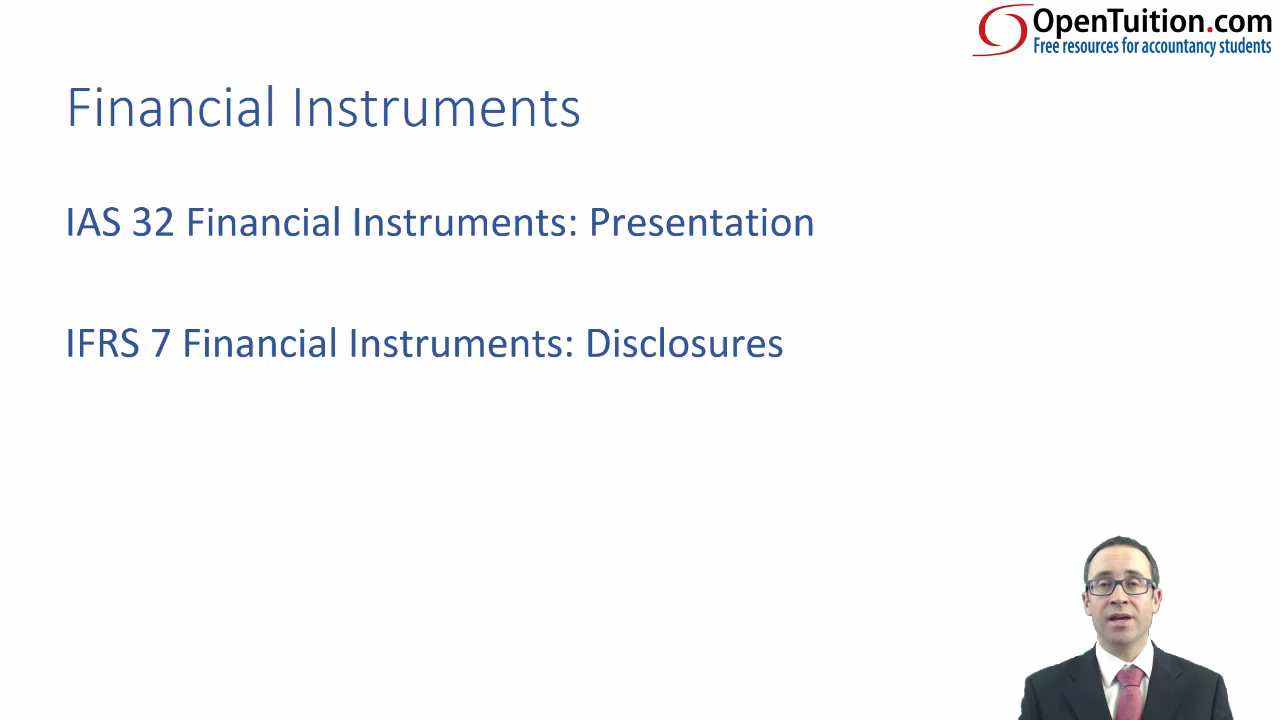 OpenTuition.com
Free resources for accountancy students
Financial Instruments
IAS 32 Financial Instruments: Presentation
IFRS 7 Financial Instruments: Disclosures